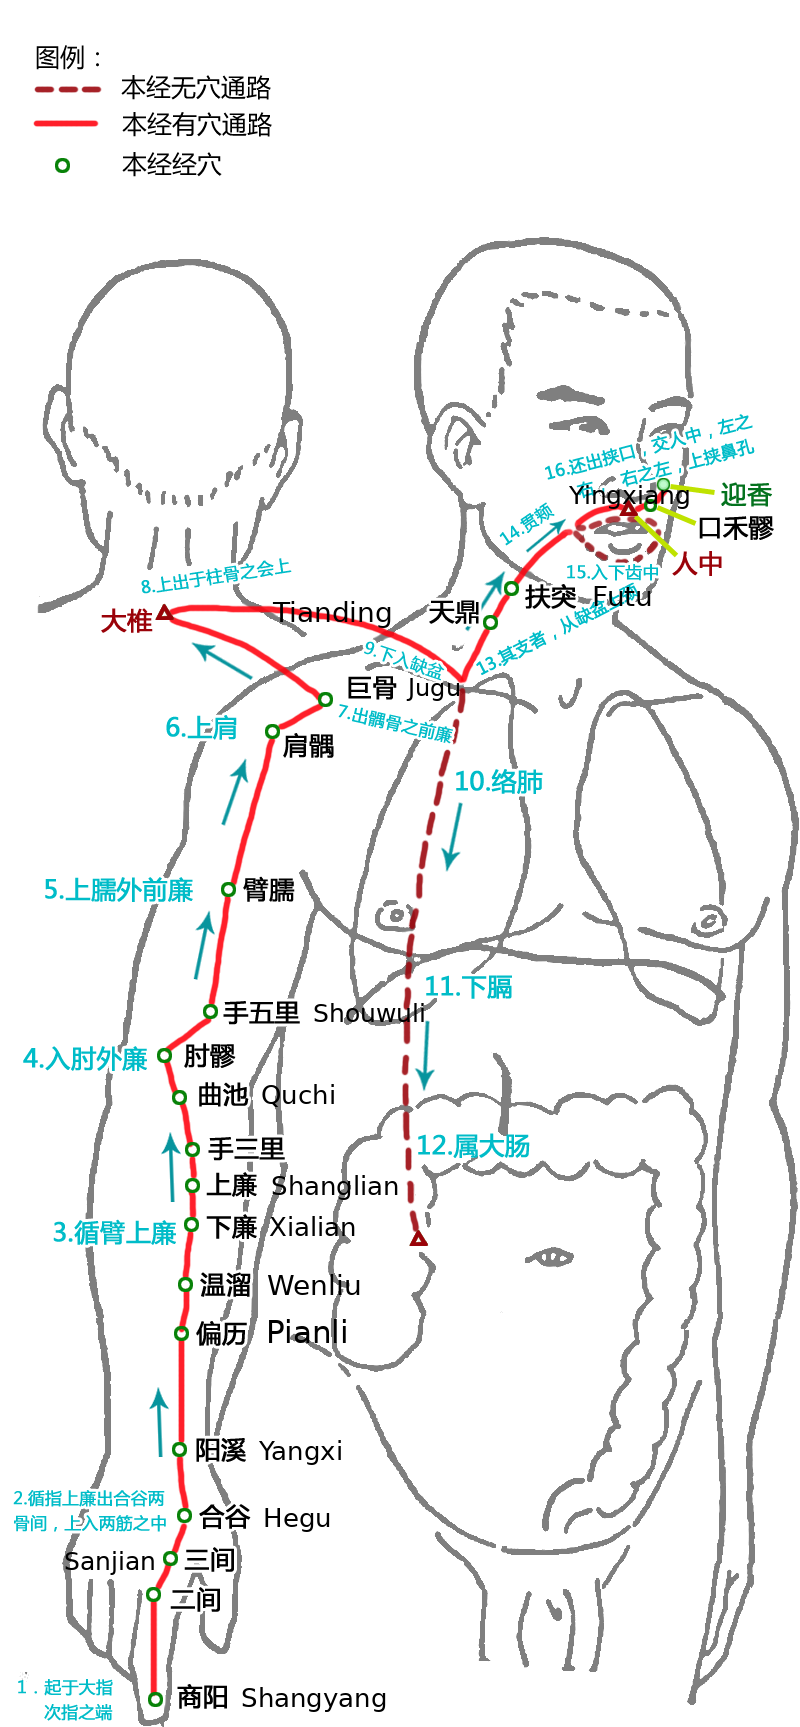 图例：
本经无穴通路
本经有穴通路
本经经穴
16.还出挟口，交人中，左之
右，右之左，上挟鼻孔
Yingxiang
迎香
口禾髎
14.贯颊
人中
15.入下齿中
8.上出于柱骨之会上
大椎
Tianding
天鼎
扶突 Futu
9.下入缺盆
13.其支者，从缺盆上颈
巨骨 Jugu
7.出髃骨之前廉
6.上肩
肩髃
10.络肺
5.上臑外前廉
臂臑
11.下膈
手五里 Shouwuli
4.入肘外廉
肘髎
曲池 Quchi
手三里
12.属大肠
上廉 Shanglian
3.循臂上廉
下廉 Xialian
温溜 Wenliu
偏历 Pianli
阳溪 Yangxi
2.循指上廉出合谷两
骨间，上入两筋之中
合谷 Hegu
Sanjian 三间
二间
1．起于大指
次指之端
商阳 Shangyang